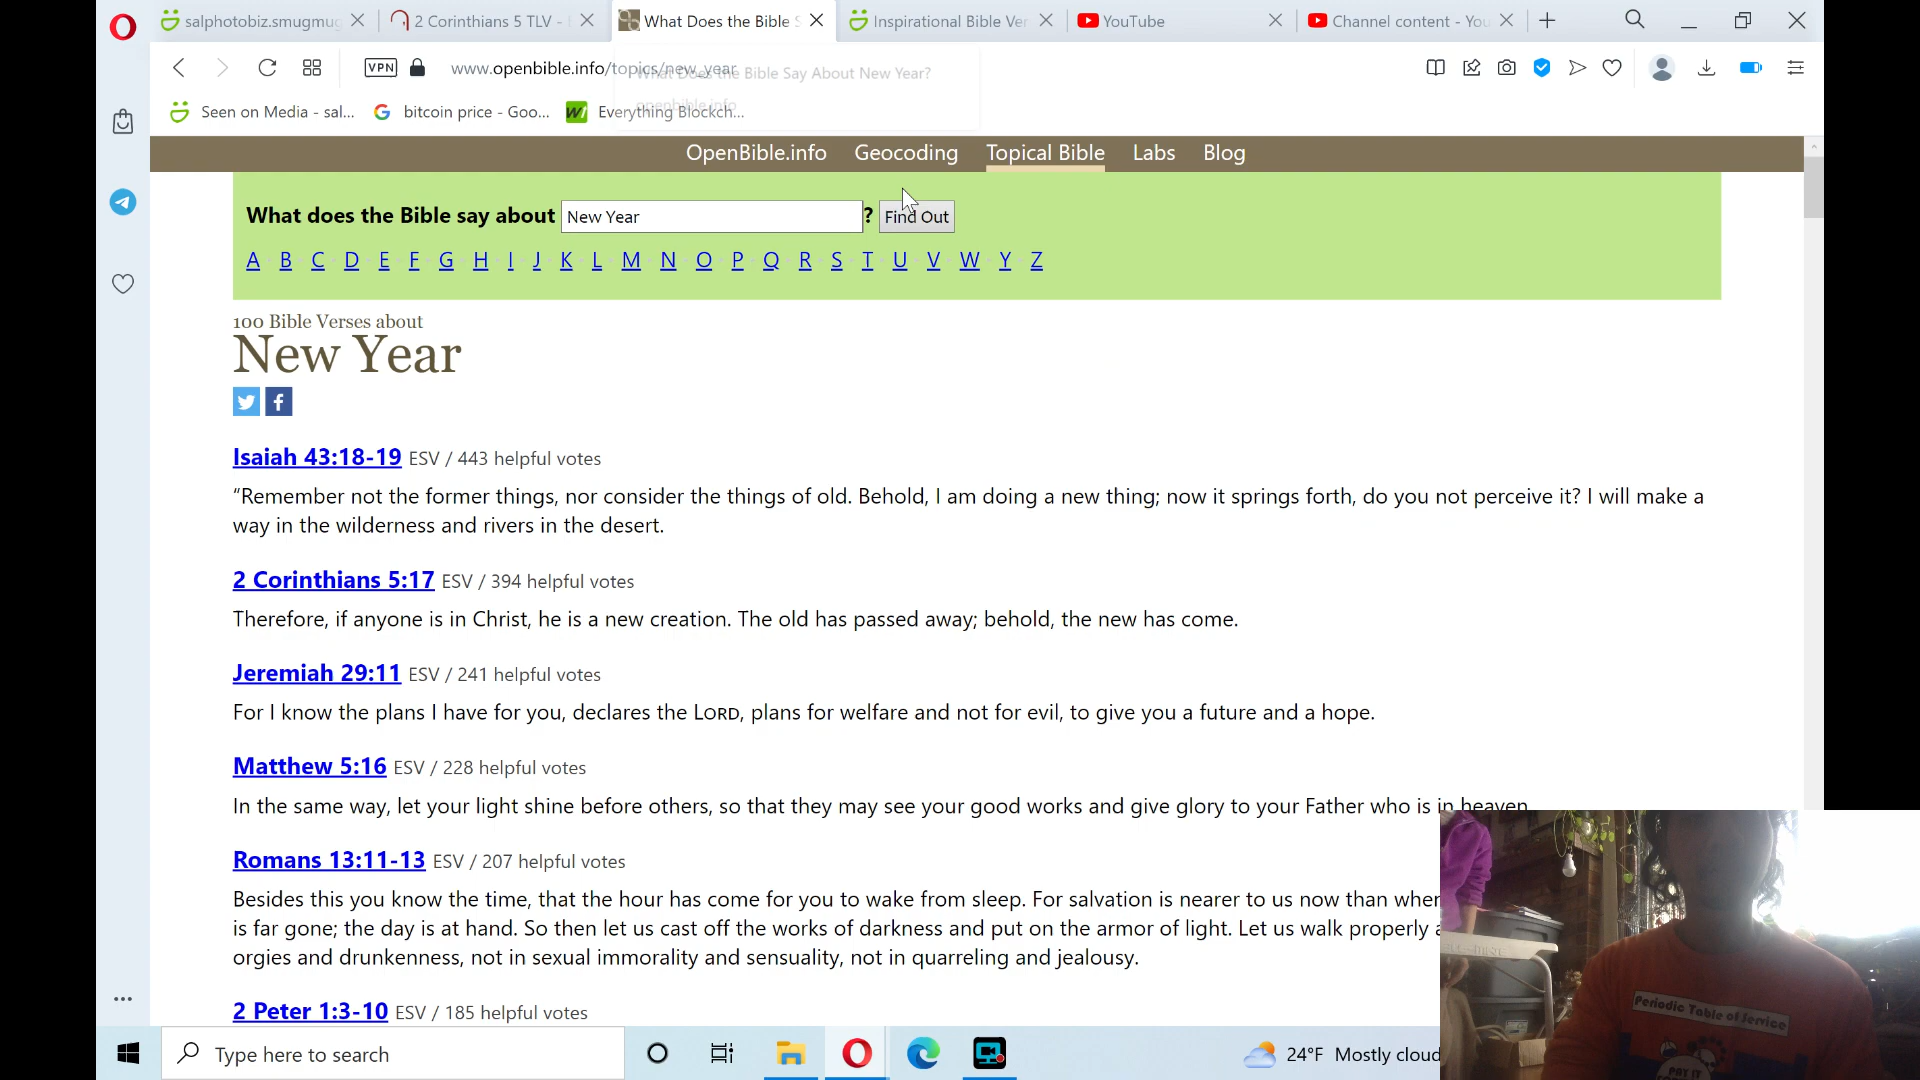 salphotobiz.smugmug
2 Corinthians 5 TLV -
What Does the Bible S
Inspirational Bible Ver
YouTube
Channel content - You
VPN
www.openbible.info/topics/new_year
What Does the Bible Say About New Year?
openbible.info
Seen on Media - sal...
bitcoin price - Goo...
Everything Blockch...
OpenBible.info Geocoding Topical Bible Labs Blog
What does the Bible say about New Year ? Find Out
A B C D E F G H I J K L M N O P Q R S T U V W Y Z
100 Bible Verses about
New Year
Isaiah 43:18-19 ESV / 443 helpful votes
“Remember not the former things, nor consider the things of old. Behold, I am doing a new thing; now it springs forth, do you not perceive it? I will make a
way in the wilderness and rivers in the desert.
2 Corinthians 5:17 ESV / 394 helpful votes
Therefore, if anyone is in Christ, he is a new creation. The old has passed away; behold, the new has come.
Jeremiah 29:11 ESV / 241 helpful votes
For I know the plans I have for you, declares the LORD, plans for welfare and not for evil, to give you a future and a hope.
Matthew 5:16 ESV / 228 helpful votes
In the same way, let your light shine before others, so that they may see your good works and give glory to your Father who is in heaven
Romans 13:11-13 ESV / 207 helpful votes
Besides this you know the time, that the hour has come for you to wake from sleep. For salvation is nearer to us now than when
is far gone; the day is at hand. So then let us cast off the works of darkness and put on the armor of light. Let us walk properly a
orgies and drunkenness, not in sexual immorality and sensuality, not in quarreling and jealousy.
2 Peter 1:3-10 ESV / 185 helpful votes
Periodic Table of Service
PAY IT
Type here to search
24°F Mostly cloud